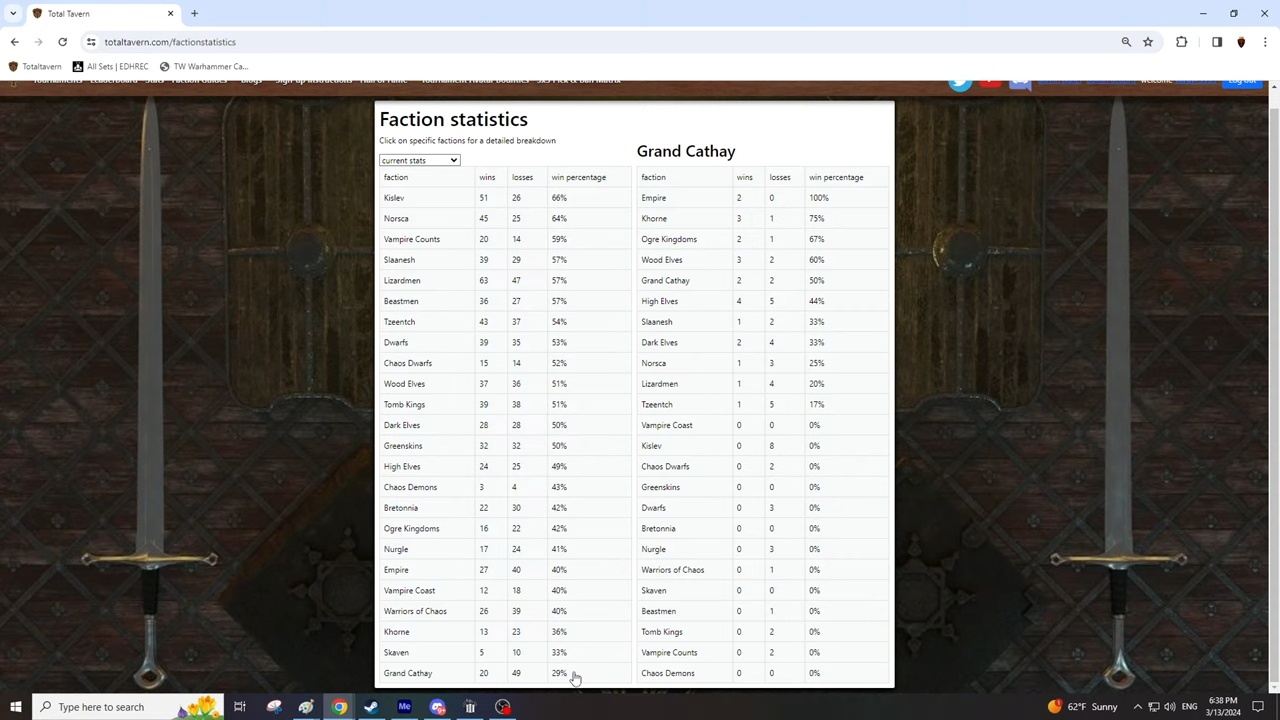 Total Tavern
totaltavern.com/factionstatistics
Totaltavern All Sets | EDHREC TW Warhammer Ca...
Faction statistics
Click on specific factions for a detailed breakdown
current stats
faction wins losses win percentage
Kislev 51 26 66%
Norsca 45 25 64%
Vampire Counts 20 14 59%
Slaanesh 39 29 57%
Lizardmen 63 47 57%
Beastmen 36 27 57%
Tzeentch 43 37 54%
Dwarfs 39 35 53%
Chaos Dwarfs 15 14 52%
Wood Elves 37 36 51%
Tomb Kings 39 38 51%
Dark Elves 28 28 50%
Greenskins 32 32 50%
High Elves 24 25 49%
Chaos Demons 3 4 43%
Bretonnia 22 30 42%
Ogre Kingdoms 16 22 42%
Nurgle 17 24 41%
Empire 27 40 40%
Vampire Coast 12 18 40%
Warriors of Chaos 26 39 40%
Khorne 13 23 36%
Skaven 5 10 33%
Grand Cathay 20 49 29%
Grand Cathay
faction wins losses win percentage
Empire 2 0 100%
Khorne 3 1 75%
Ogre Kingdoms 2 1 67%
Wood Elves 3 2 60%
Grand Cathay 2 2 50%
High Elves 4 5 44%
Slaanesh 1 2 33%
Dark Elves 2 4 33%
Norsca 1 3 25%
Lizardmen 1 4 20%
Tzeentch 1 5 17%
Vampire Coast 0 0 0%
Kislev 0 8 0%
Chaos Dwarfs 0 2 0%
Greenskins 0 0 0%
Dwarfs 0 3 0%
Bretonnia 0 0 0%
Nurgle 0 3 0%
Warriors of Chaos 0 1 0%
Skaven 0 0 0%
Beastmen 0 1 0%
Tomb Kings 0 2 0%
Vampire Counts 0 2 0%
Chaos Demons 0 0 0%
Type here to search
Me
62°F Sunny
6:38 PM
3/13/2024